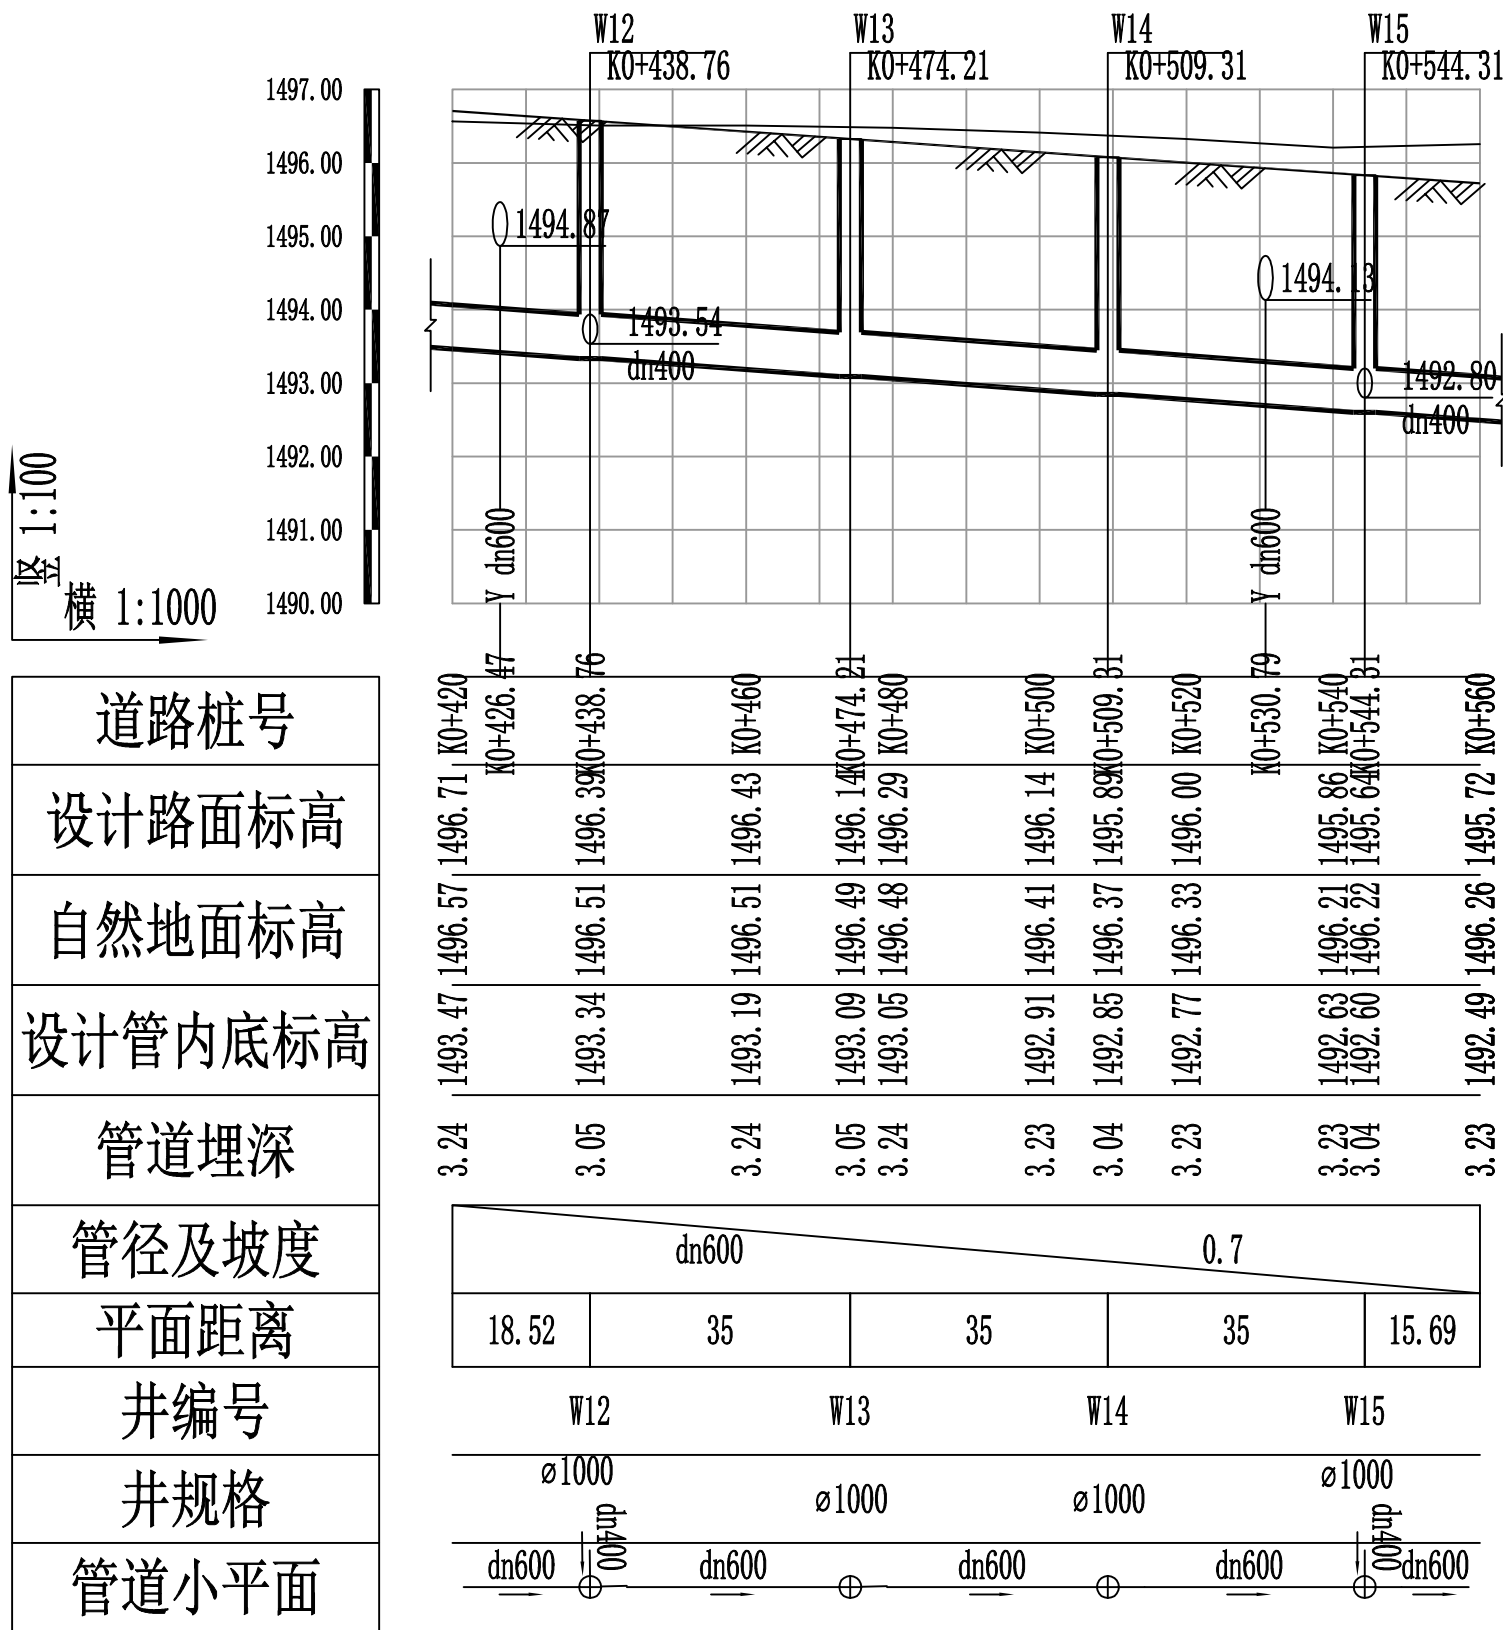 W12 W13 W14 W15
K0+438.76 K0+474.21 K0+509.31 K0+544.31
1497.00
1496.00
1495.00
1494.00
1493.00
1492.00
1491.00
1490.00
1494.87
1494.13
1493.54
dn400
1492.80
dn400
竖 1:100
横 1:1000
Y dn600
Y dn600
道路桩号 K0+420 K0+426.47 K0+438.76 K0+460 K0+474.21 K0+480 K0+500 K0+509.31 K0+520 K0+530.79 K0+540 K0+544.31 K0+560
设计路面标高 1496.71 1496.39 1496.43 1496.14 1496.29 1496.14 1495.89 1496.00 1495.86 1495.64 1495.72
自然地面标高 1496.57 1496.51 1496.51 1496.49 1496.48 1496.41 1496.37 1496.33 1496.21 1496.22 1496.26
设计管内底标高 1493.47 1493.34 1493.19 1493.09 1493.05 1492.91 1492.85 1492.77 1492.63 1492.60 1492.49
管道埋深 3.24 3.05 3.24 3.05 3.24 3.23 3.04 3.23 3.23 3.04 3.23
管径及坡度 dn600 0.7
平面距离 18.52 35 35 35 15.69
井编号 W12 W13 W14 W15
井规格 ⌀1000 ⌀1000 ⌀1000 ⌀1000
dn400 dn400
管道小平面 dn600 dn600 dn600 dn600 dn600